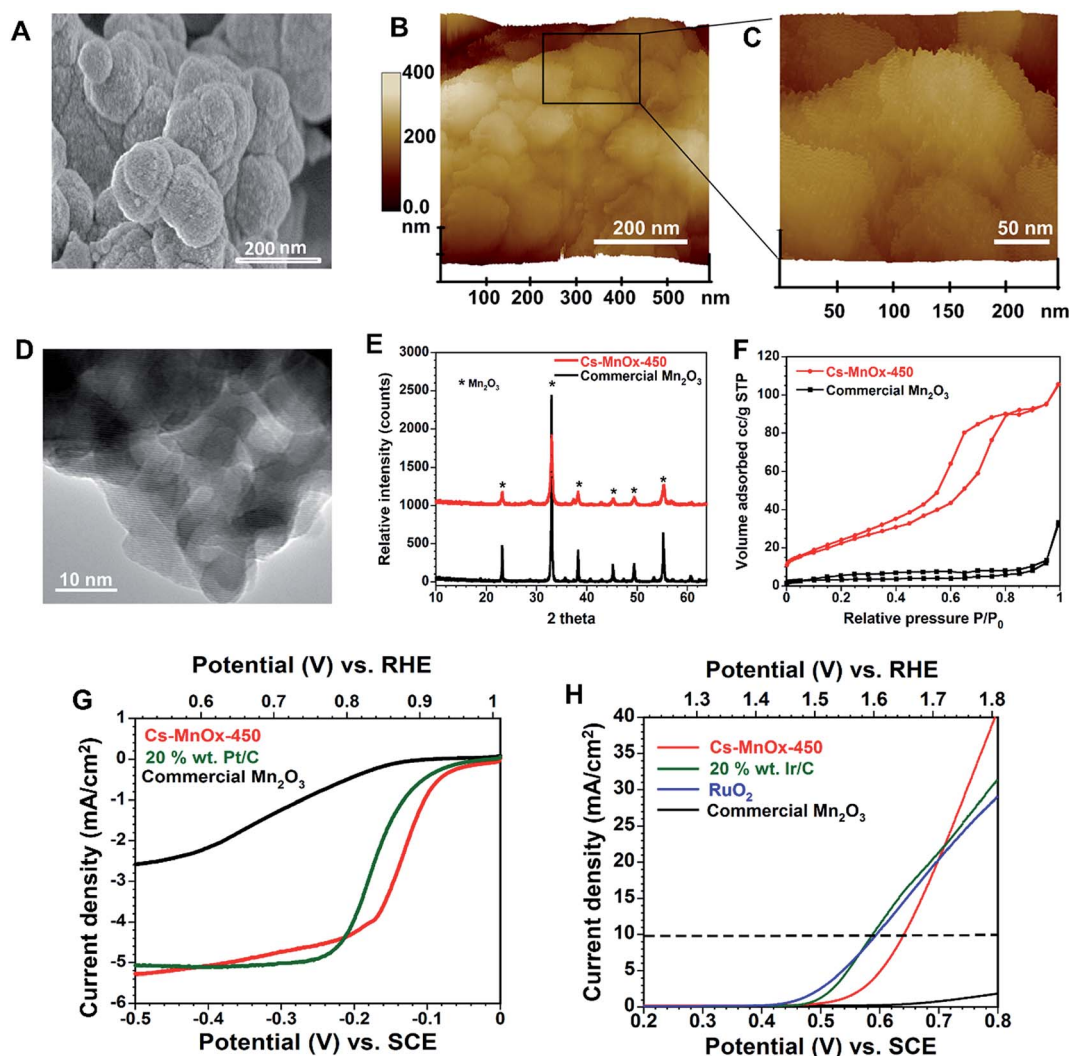 A
200 nm
B
400
200
0.0
nm
200 nm
100 200 300 400 500 nm
C
50 nm
50 100 150 200 nm
D
10 nm
E
3000
2500
2000
1500
1000
500
0
Relative intensity (counts)
Cs-MnOx-450
Commercial Mn₂O₃
* Mn₂O₃
*
* * * * *
10 20 30 40 50 60
2 theta
F
120
100
80
60
40
20
0
Volume adsorbed cc/g STP
Cs-MnOx-450
Commercial Mn₂O₃
0 0.2 0.4 0.6 0.8 1
Relative pressure P/P₀
G
Potential (V) vs. RHE
0.6 0.7 0.8 0.9 1
1
0
-1
-2
-3
-4
-5
-6
Current density (mA/cm²)
Cs-MnOx-450
20 % wt. Pt/C
Commercial Mn₂O₃
-0.5 -0.4 -0.3 -0.2 -0.1 0
Potential (V) vs. SCE
H
Potential (V) vs. RHE
1.3 1.4 1.5 1.6 1.7 1.8
40
35
30
25
20
15
10
5
0
Current density (mA/cm²)
Cs-MnOx-450
20 % wt. Ir/C
RuO₂
Commercial Mn₂O₃
0.2 0.3 0.4 0.5 0.6 0.7 0.8
Potential (V) vs. SCE